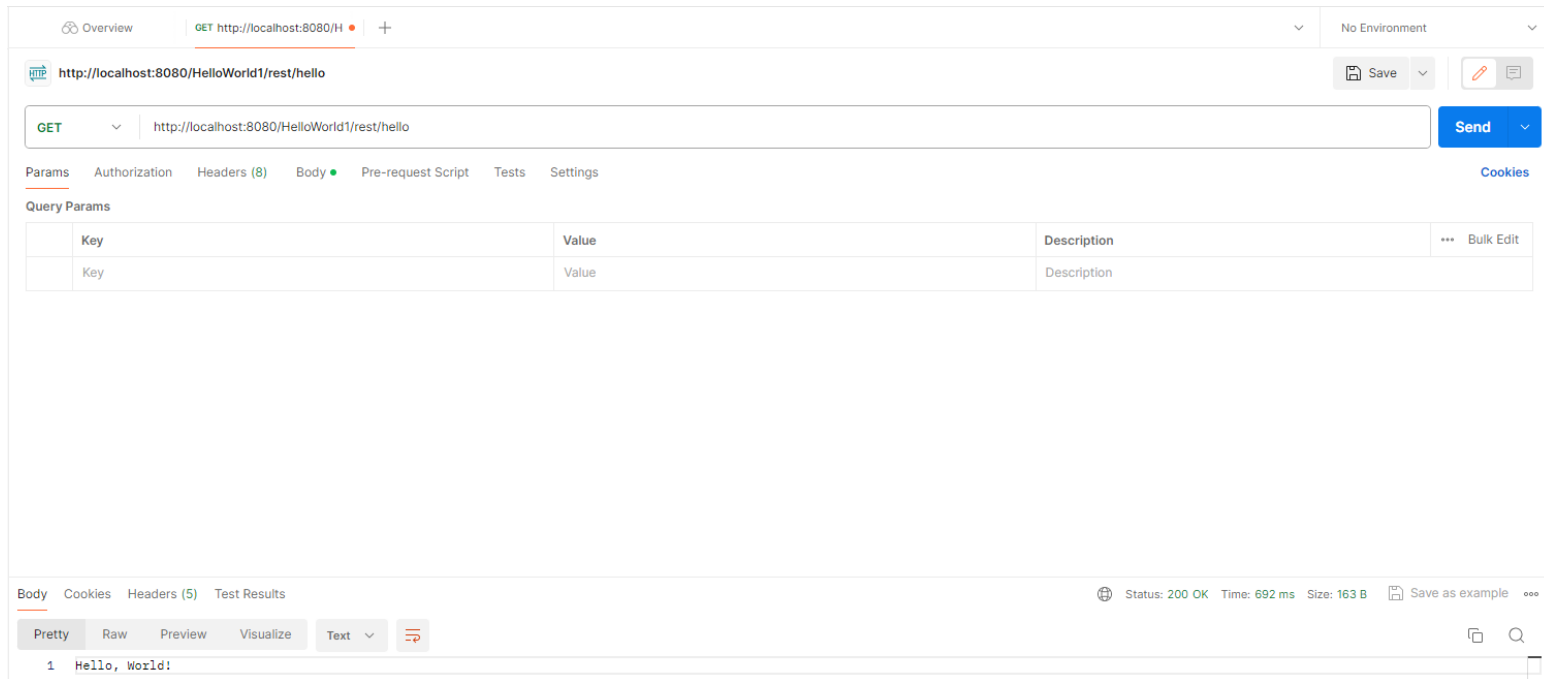 Overview GET http://localhost:8080/H No Environment
HTTP http://localhost:8080/HelloWorld1/rest/hello Save
GET http://localhost:8080/HelloWorld1/rest/hello Send
Params Authorization Headers (8) Body Pre-request Script Tests Settings Cookies
Query Params
Key Value Description Bulk Edit
Key Value Description
Body Cookies Headers (5) Test Results Status: 200 OK Time: 692 ms Size: 163 B Save as example
Pretty Raw Preview Visualize Text
1 Hello, World!